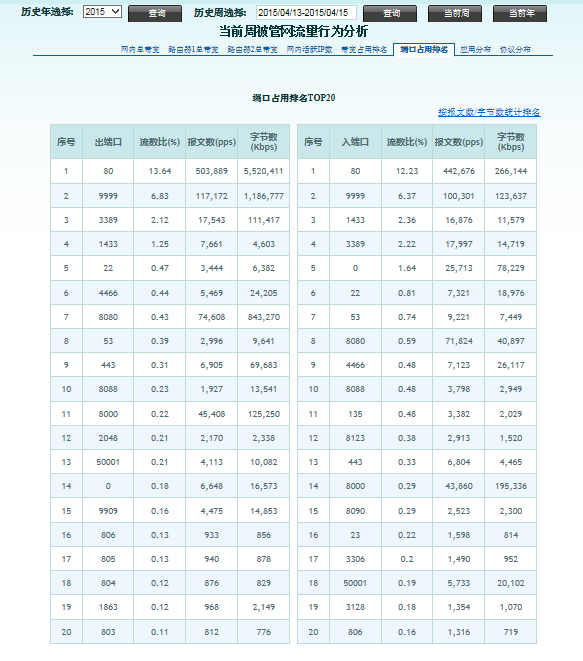 历史年选择: 2015 查询 历史周选择: 2015/04/13-2015/04/15 查询 当前周 当前年
当前周被管网流量行为分析
网内总带宽 路由器1总带宽 路由器2总带宽 网内活跃IP数 带宽占用排名 端口占用排名 应用分布 协议分布
端口占用排名TOP20
按报文数/字节数统计排名
序号 出端口 流数比(%) 报文数(pps) 字节数(Kbps) 序号 入端口 流数比(%) 报文数(pps) 字节数(Kbps)
1 80 13.64 503,889 5,520,411 1 80 12.23 442,676 266,144
2 9999 6.83 117,172 1,186,777 2 9999 6.37 100,301 123,637
3 3389 2.12 17,543 111,417 3 1433 2.36 16,876 11,579
4 1433 1.25 7,661 4,603 4 3389 2.22 17,997 14,719
5 22 0.47 3,444 6,382 5 0 1.64 25,713 78,229
6 4466 0.44 5,469 24,205 6 22 0.81 7,321 18,976
7 8080 0.43 74,608 843,270 7 53 0.74 9,221 7,449
8 53 0.39 2,996 9,641 8 8080 0.59 71,824 40,897
9 443 0.31 6,905 69,683 9 4466 0.48 7,123 26,117
10 8088 0.23 1,927 13,541 10 8088 0.48 3,798 2,949
11 8000 0.22 45,408 125,250 11 135 0.48 3,382 2,029
12 2048 0.21 2,170 2,338 12 8123 0.38 2,913 1,520
13 50001 0.21 4,113 10,082 13 443 0.33 6,804 4,465
14 0 0.18 6,648 16,573 14 8000 0.29 43,860 195,336
15 9909 0.16 4,475 14,853 15 8090 0.29 2,523 2,300
16 806 0.13 933 856 16 23 0.22 1,598 814
17 805 0.13 940 878 17 3306 0.2 1,490 952
18 804 0.12 876 829 18 50001 0.19 5,733 20,102
19 1863 0.12 968 2,149 19 3128 0.18 1,354 1,070
20 803 0.11 812 776 20 806 0.16 1,316 719